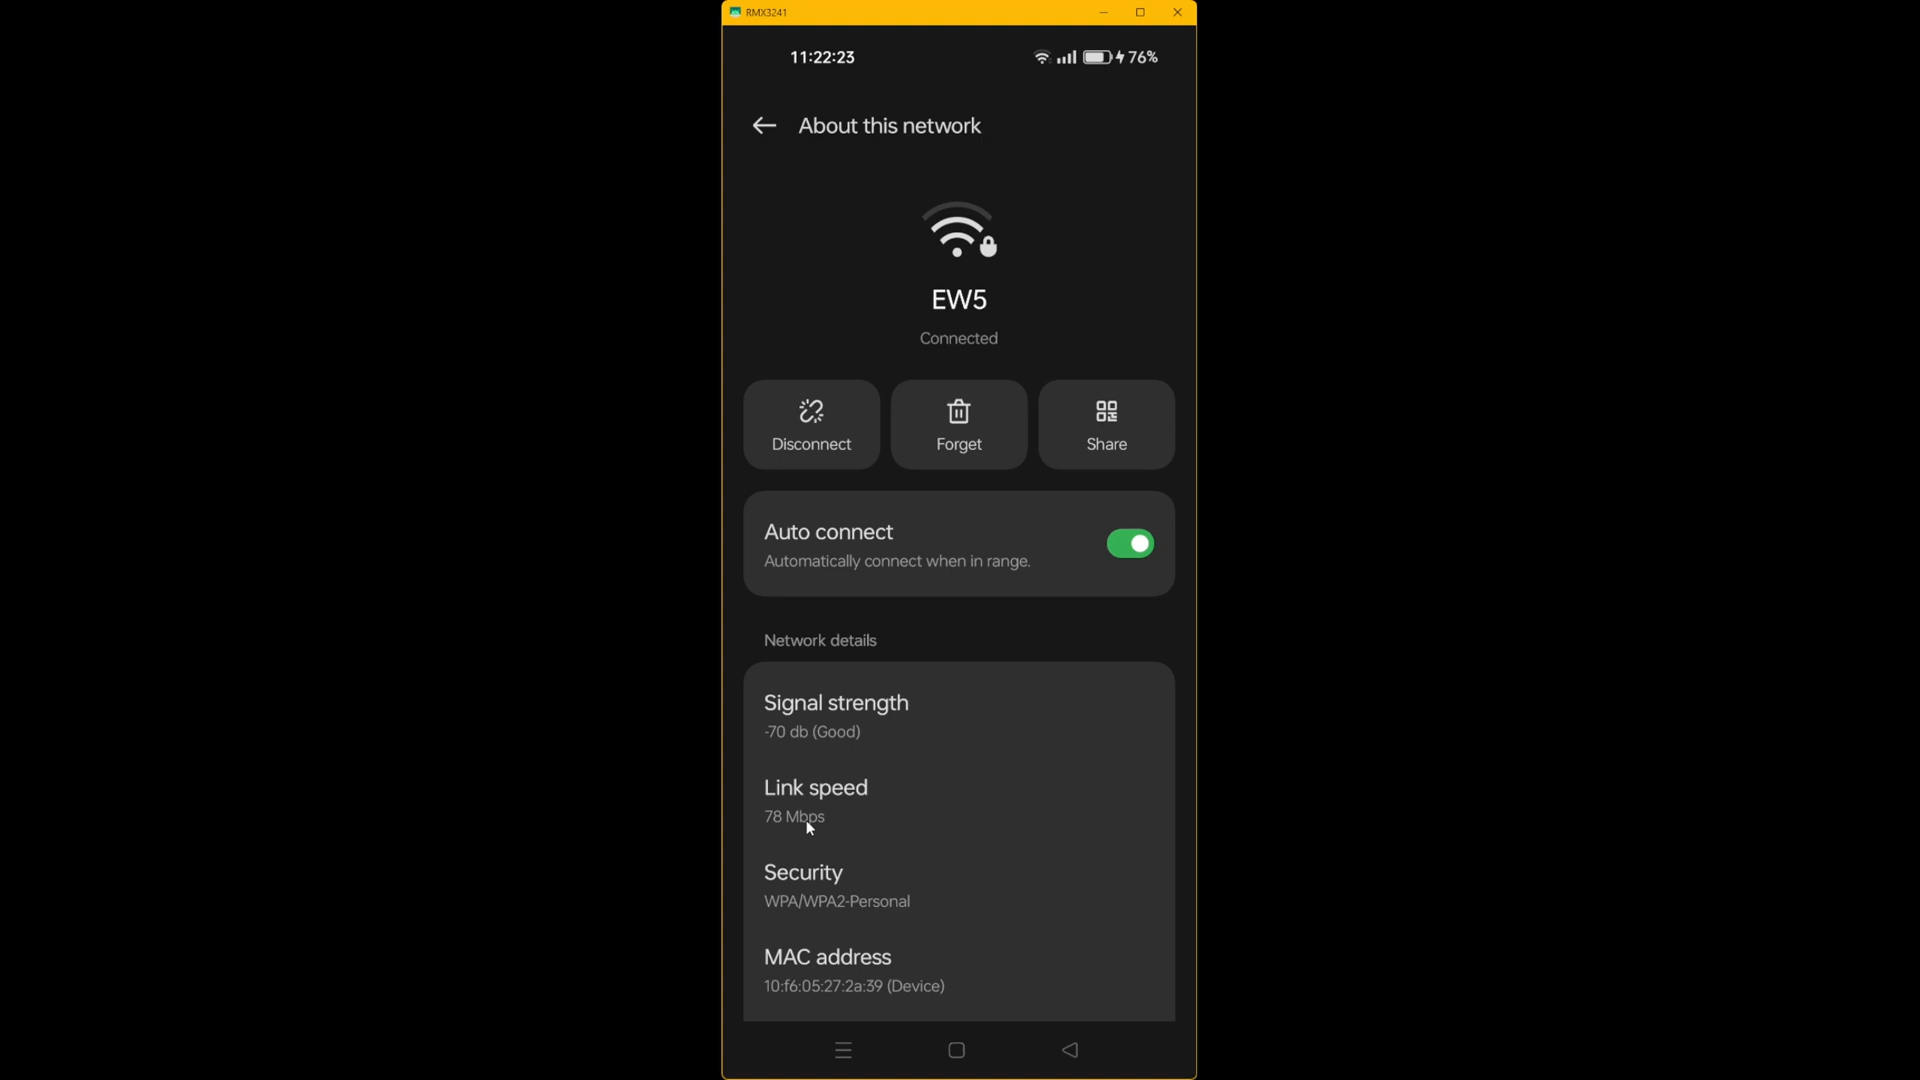 RMX3241
11:22:23
76%
About this network
EW5
Connected
Disconnect
Forget
Share
Auto connect
Automatically connect when in range.
Network details
Signal strength
-70 db (Good)
Link speed
78 Mbps
Security
WPA/WPA2-Personal
MAC address
10:f6:05:27:2a:39 (Device)